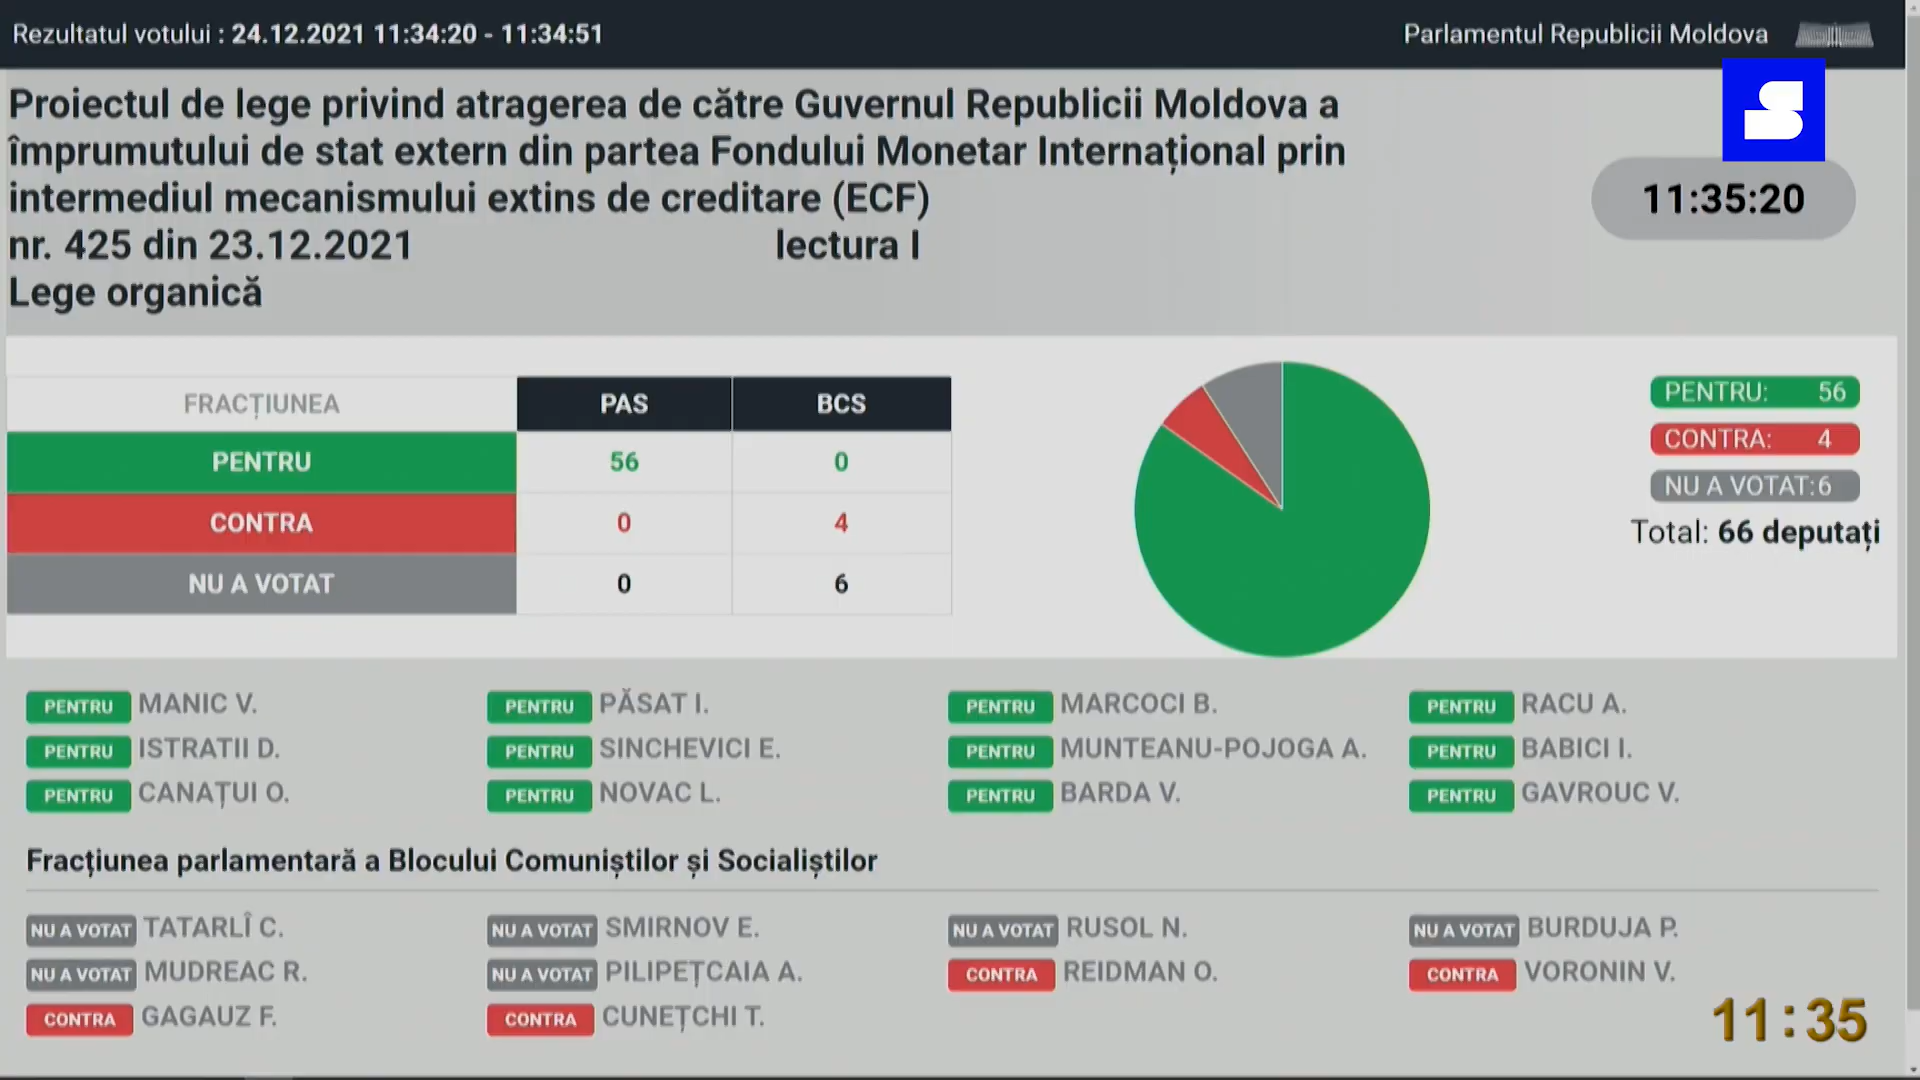 Rezultatul votului : 24.12.2021 11:34:20 - 11:34:51
Parlamentul Republicii Moldova
Proiectul de lege privind atragerea de către Guvernul Republicii Moldova a
împrumutului de stat extern din partea Fondului Monetar Internațional prin
intermediul mecanismului extins de creditare (ECF)
nr. 425 din 23.12.2021 lectura I
Lege organică
S
11:35:20
FRACȚIUNEA PAS BCS
PENTRU 56 0
CONTRA 0 4
NU A VOTAT 0 6
PENTRU: 56
CONTRA: 4
NU A VOTAT: 6
Total: 66 deputați
PENTRU MANIC V. PENTRU PĂSAT I. PENTRU MARCOCI B. PENTRU RACU A.
PENTRU ISTRATII D. PENTRU SINCHEVICI E. PENTRU MUNTEANU-POJOGA A. PENTRU BABICI I.
PENTRU CANAȚUI O. PENTRU NOVAC L. PENTRU BARDA V. PENTRU GAVROUC V.
Fracțiunea parlamentară a Blocului Comuniștilor și Socialiștilor
NU A VOTAT TATARLÎ C. NU A VOTAT SMIRNOV E. NU A VOTAT RUSOL N. NU A VOTAT BURDUJA P.
NU A VOTAT MUDREAC R. NU A VOTAT PILIPEȚCAIA A. CONTRA REIDMAN O. CONTRA VORONIN V.
CONTRA GAGAUZ F. CONTRA CUNEȚCHI T.
11:35